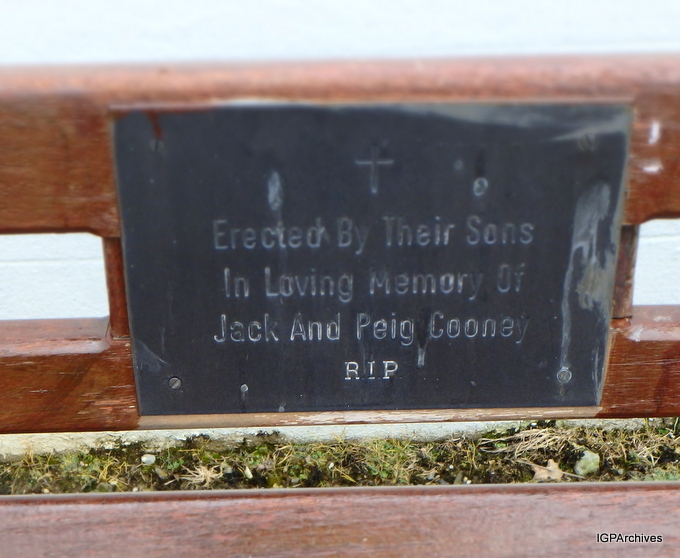 Erected By Their Sons
In Loving Memory Of
Jack And Peig Cooney
RIP
IGPArchives